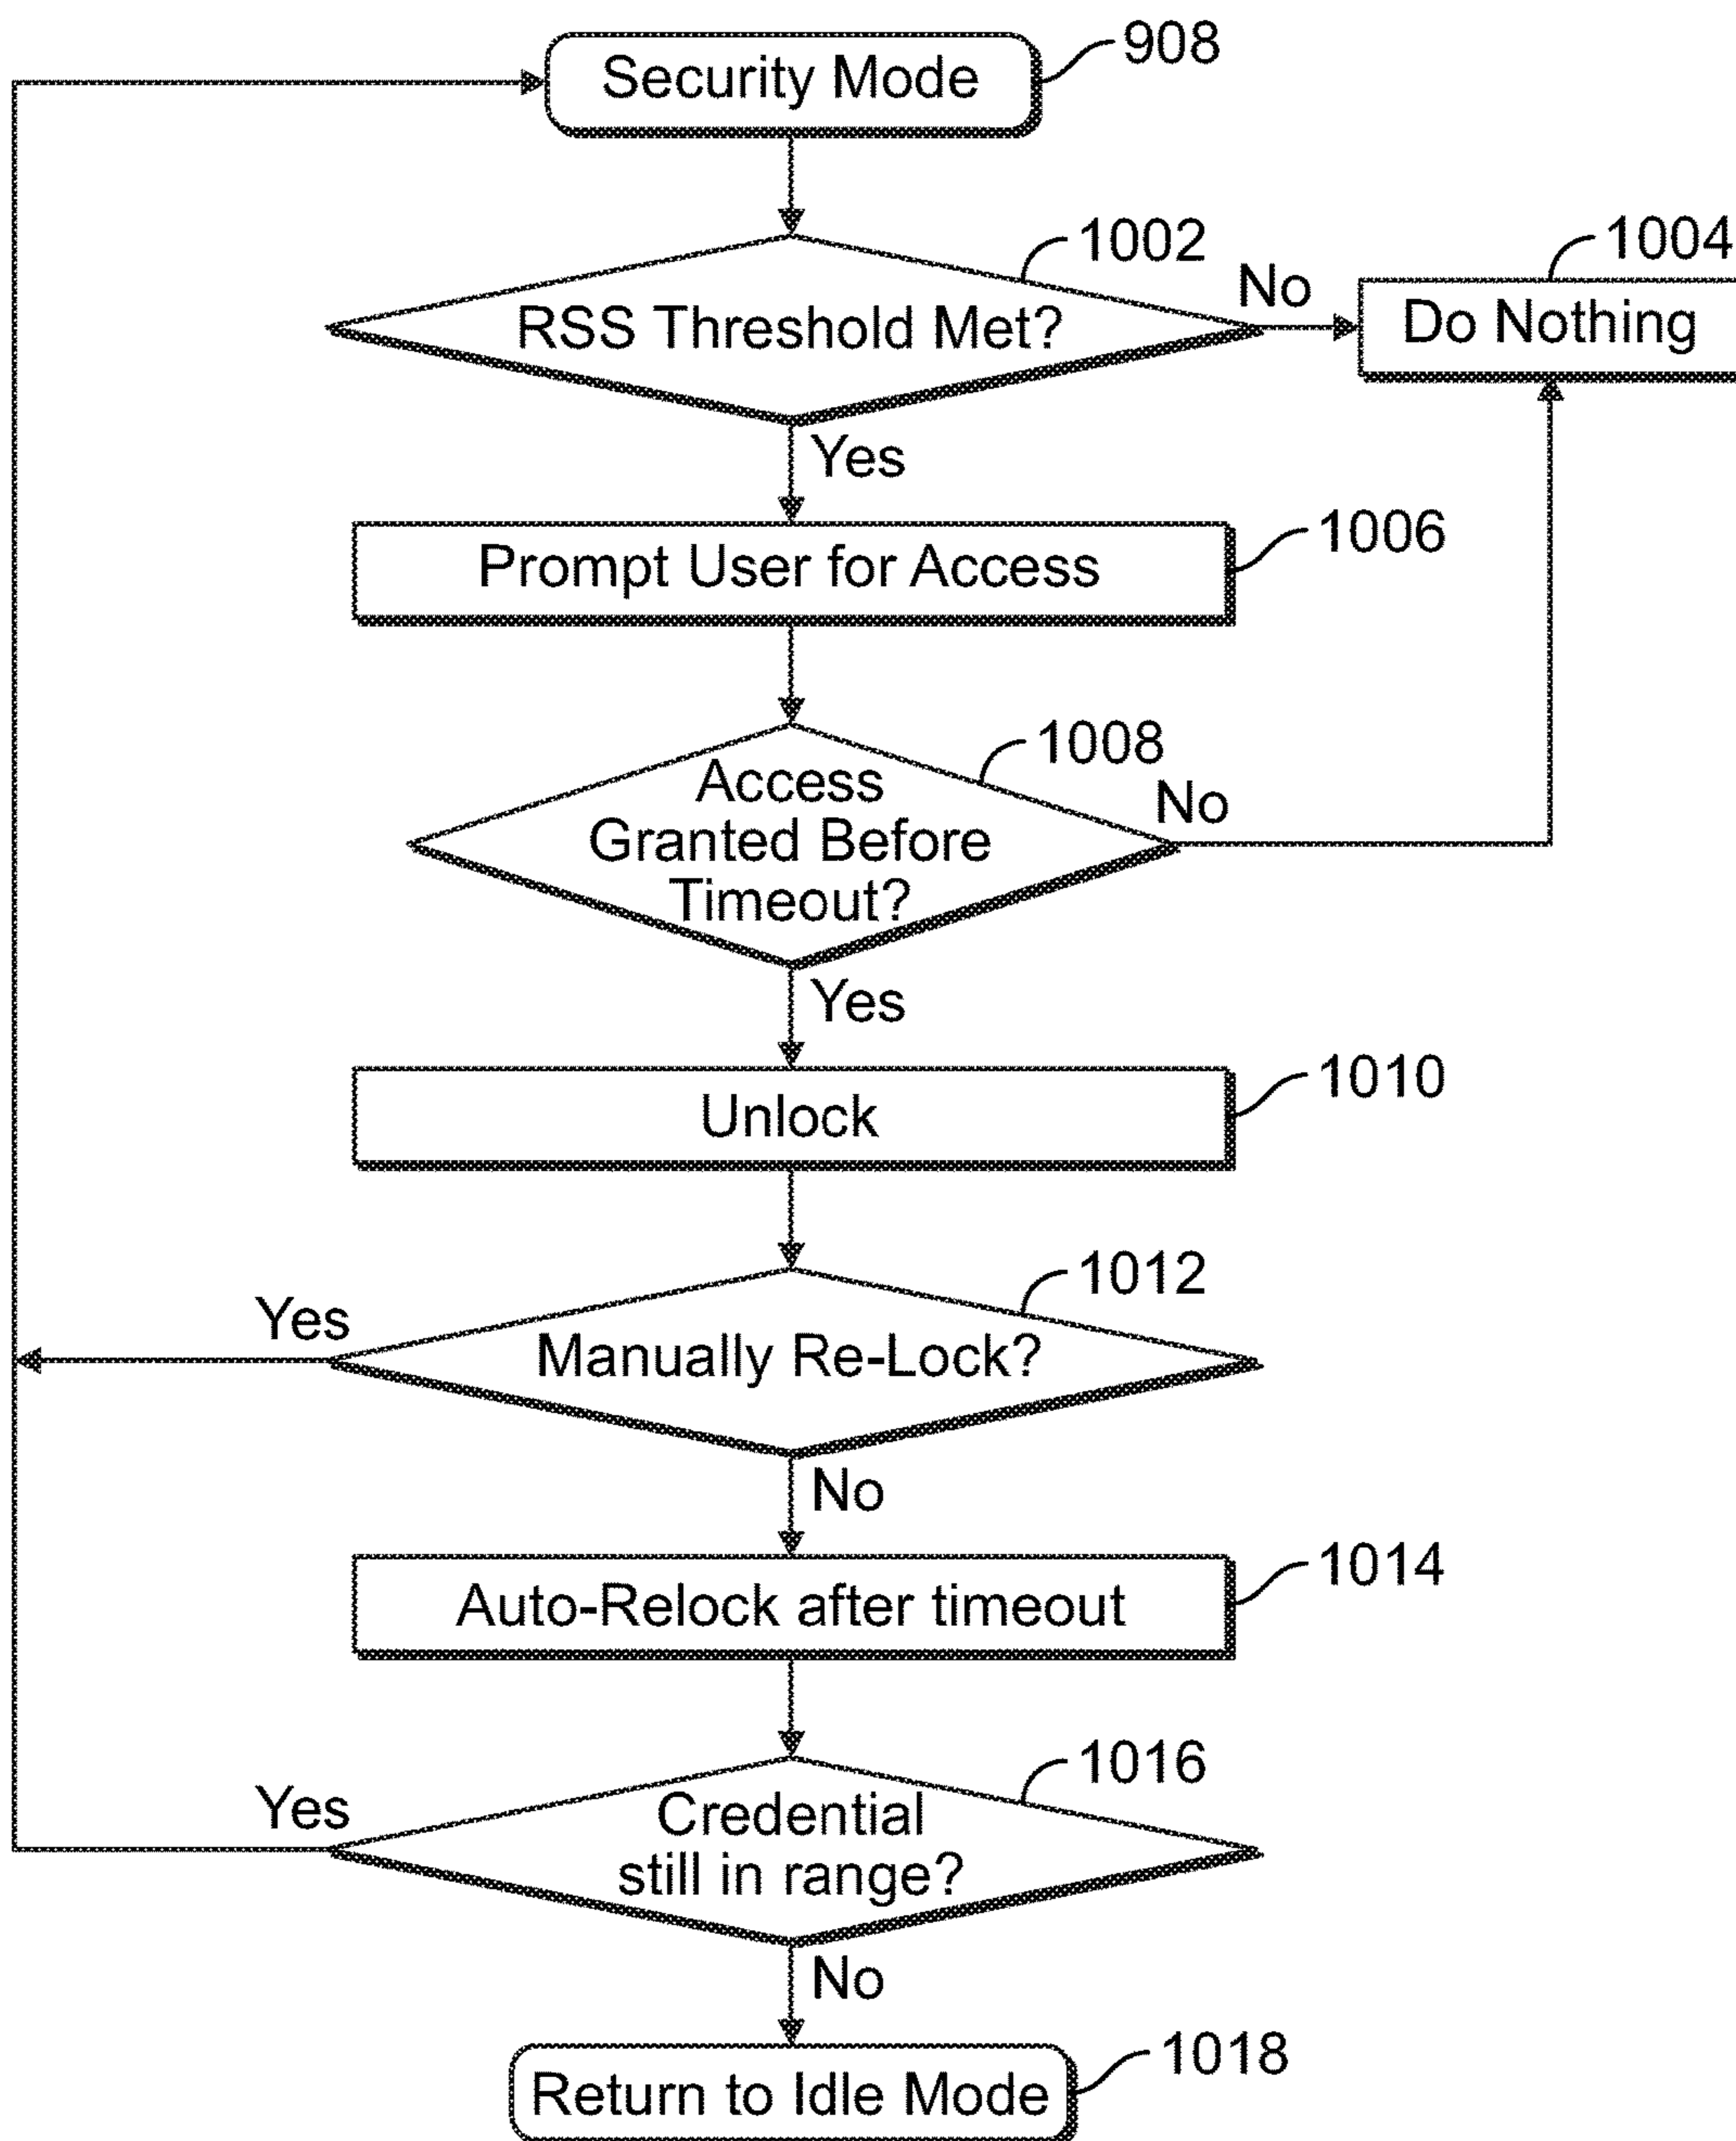 Security Mode
908
RSS Threshold Met?
1002
No
Do Nothing
1004
Yes
Prompt User for Access
1006
Access
Granted Before
Timeout?
1008
No
Yes
Unlock
1010
Manually Re-Lock?
1012
Yes
No
Auto-Relock after timeout
1014
Credential
still in range?
1016
Yes
No
Return to Idle Mode
1018